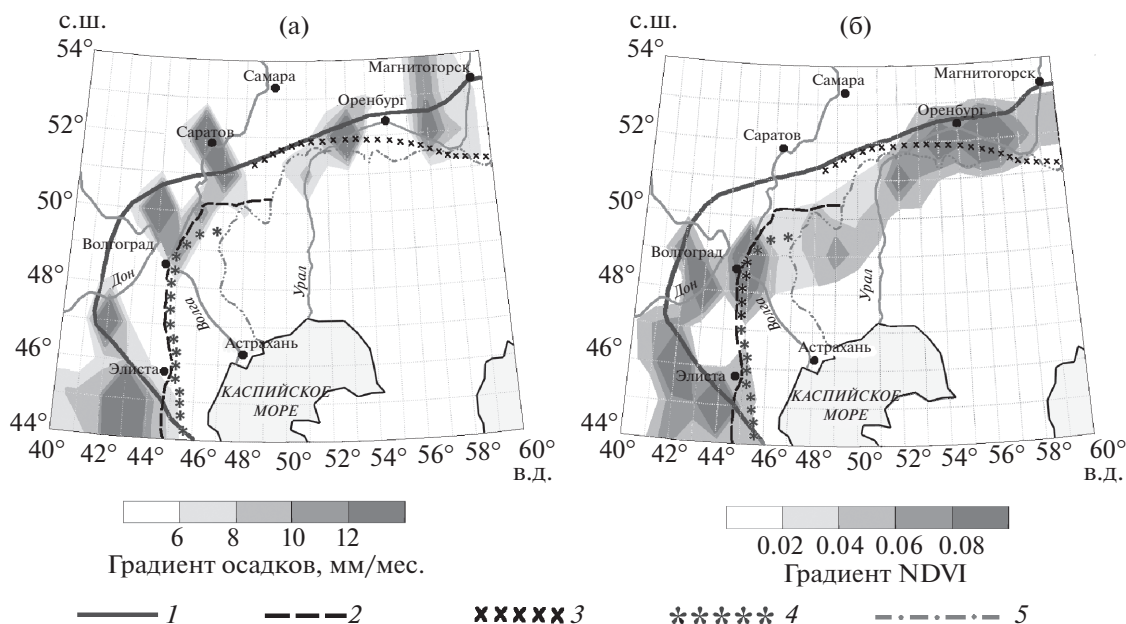 с.ш.
(а)
54°
52°
50°
48°
46°
44°
Самара
Магнитогорск
Оренбург
Саратов
Волгоград
Дон
Волга
Урал
Астрахань
Элиста
КАСПИЙСКОЕ
МОРЕ
40° 42° 44° 46° 48° 50° 52° 54° 56° 58° 60°
в.д.
6 8 10 12
Градиент осадков, мм/мес.
с.ш.
(б)
54°
52°
50°
48°
46°
44°
Самара
Магнитогорск
Оренбург
Саратов
Волгоград
Дон
Волга
Урал
Астрахань
Элиста
КАСПИЙСКОЕ
МОРЕ
40° 42° 44° 46° 48° 50° 52° 54° 56° 58° 60°
в.д.
0.02 0.04 0.06 0.08
Градиент NDVI
1 2 3 4 5